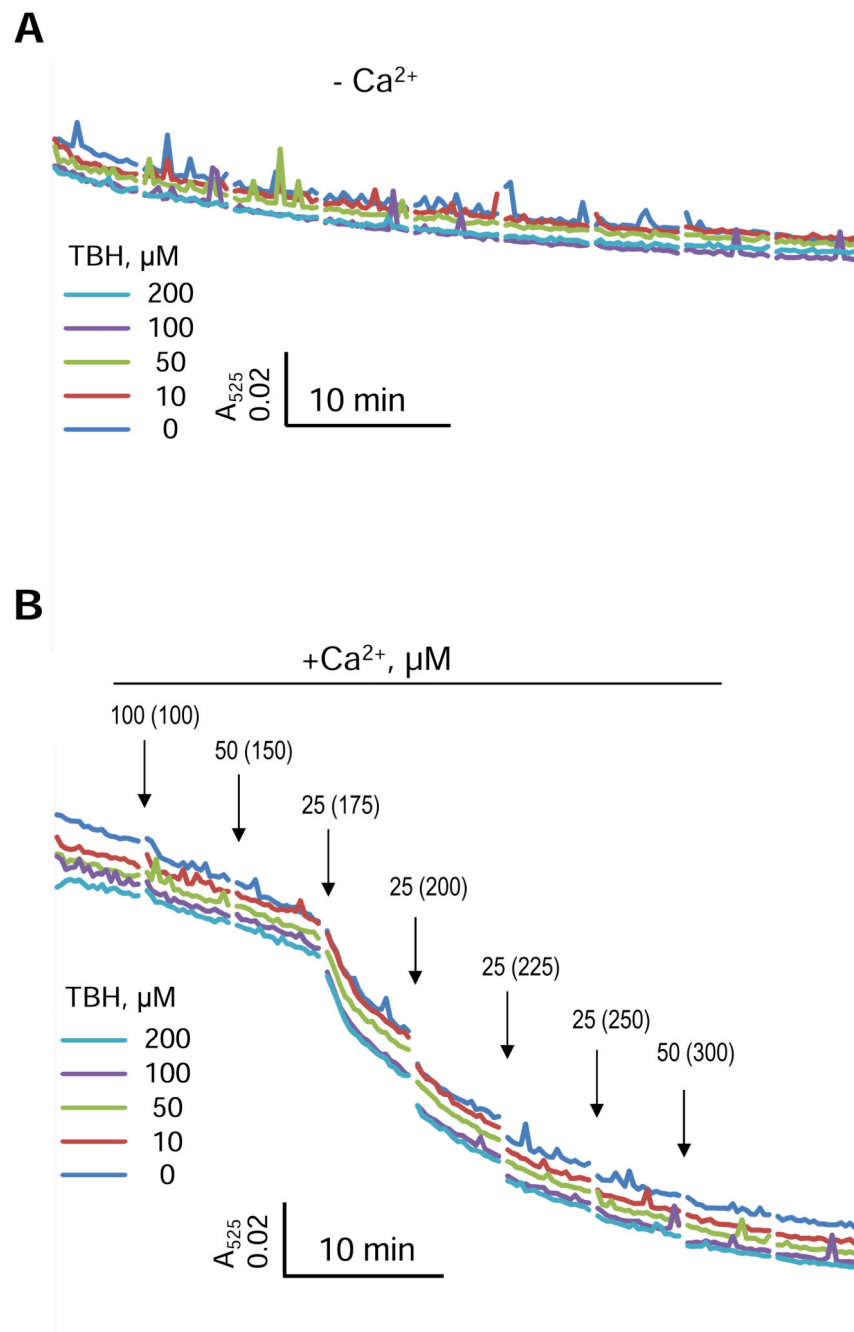 A
- Ca²⁺
TBH, µM
200
100
50
10
0
A₅₂₅
0.02
10 min
B
+Ca²⁺, µM
100 (100)
50 (150)
25 (175)
25 (200)
25 (225)
25 (250)
50 (300)
TBH, µM
200
100
50
10
0
A₅₂₅
0.02
10 min